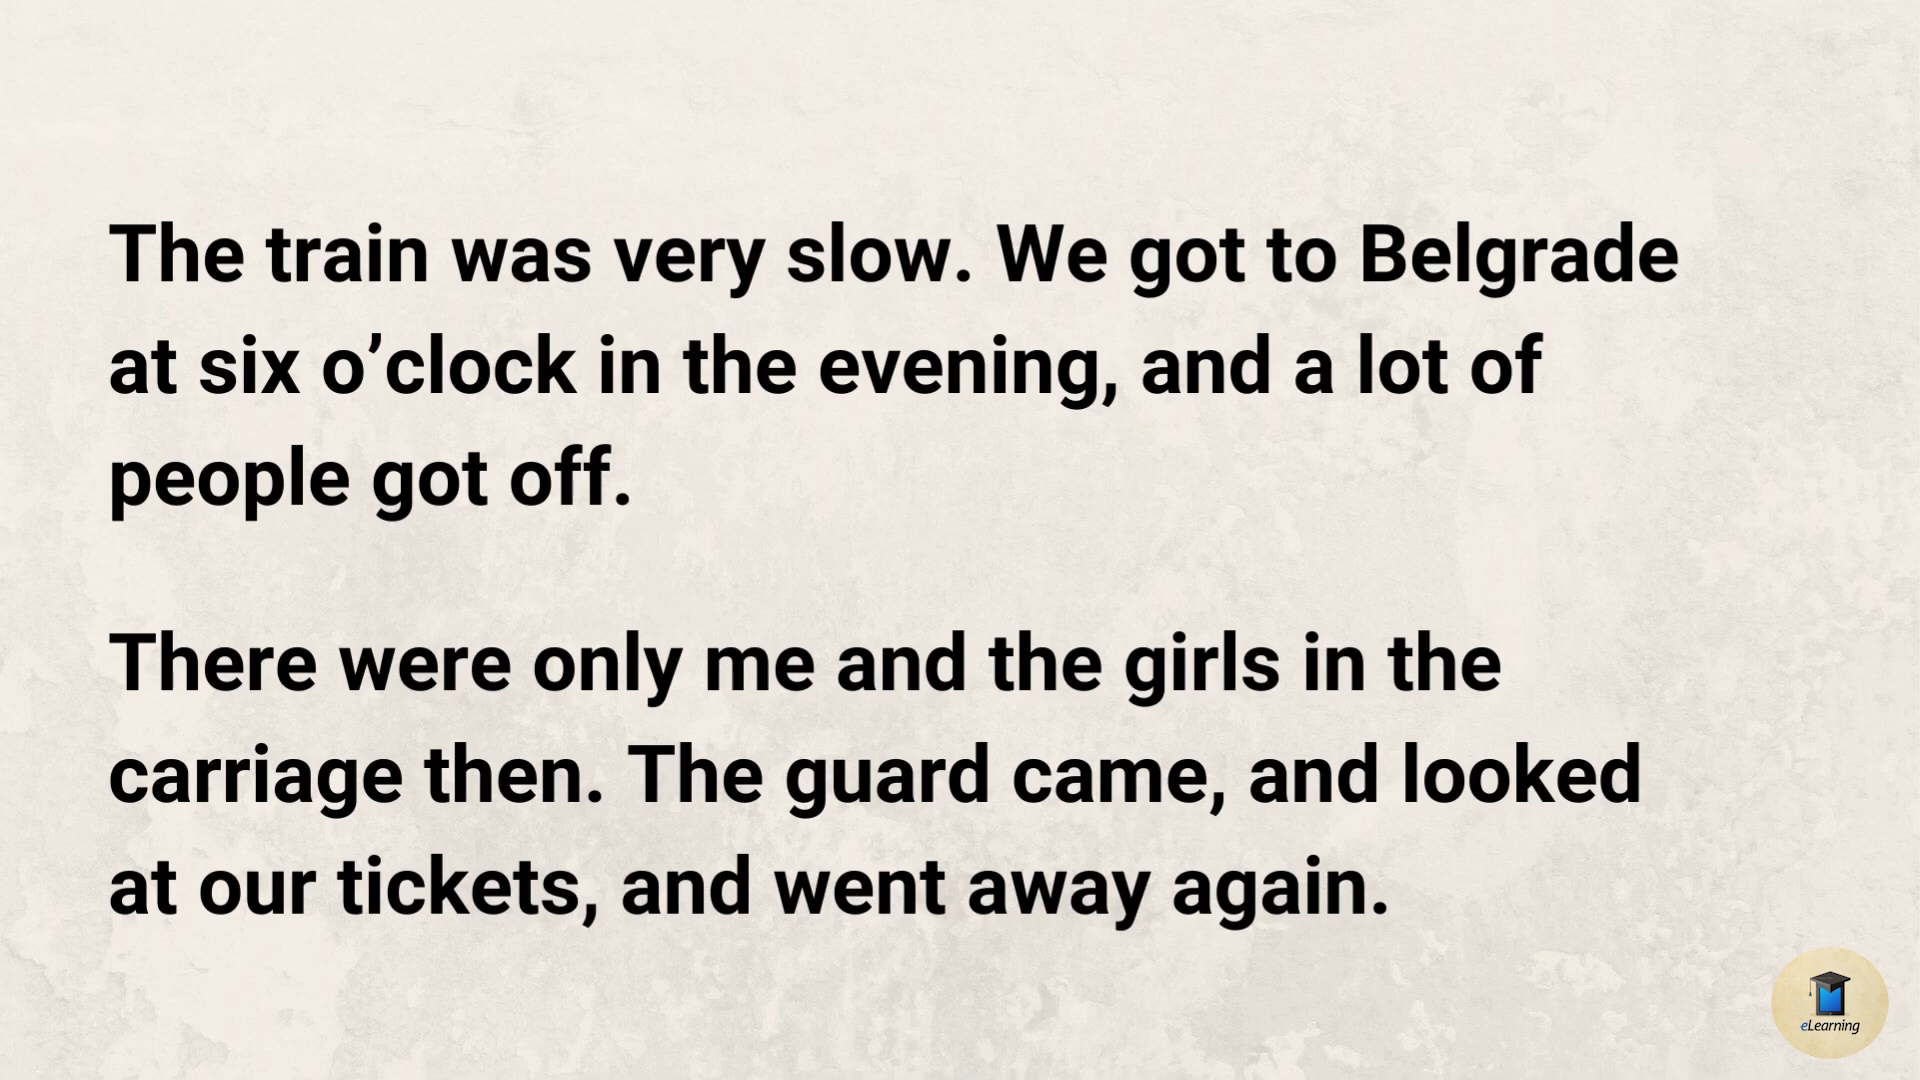 The train was very slow. We got to Belgrade
at six o’clock in the evening, and a lot of
people got off.
There were only me and the girls in the
carriage then. The guard came, and looked
at our tickets, and went away again.
eLearning